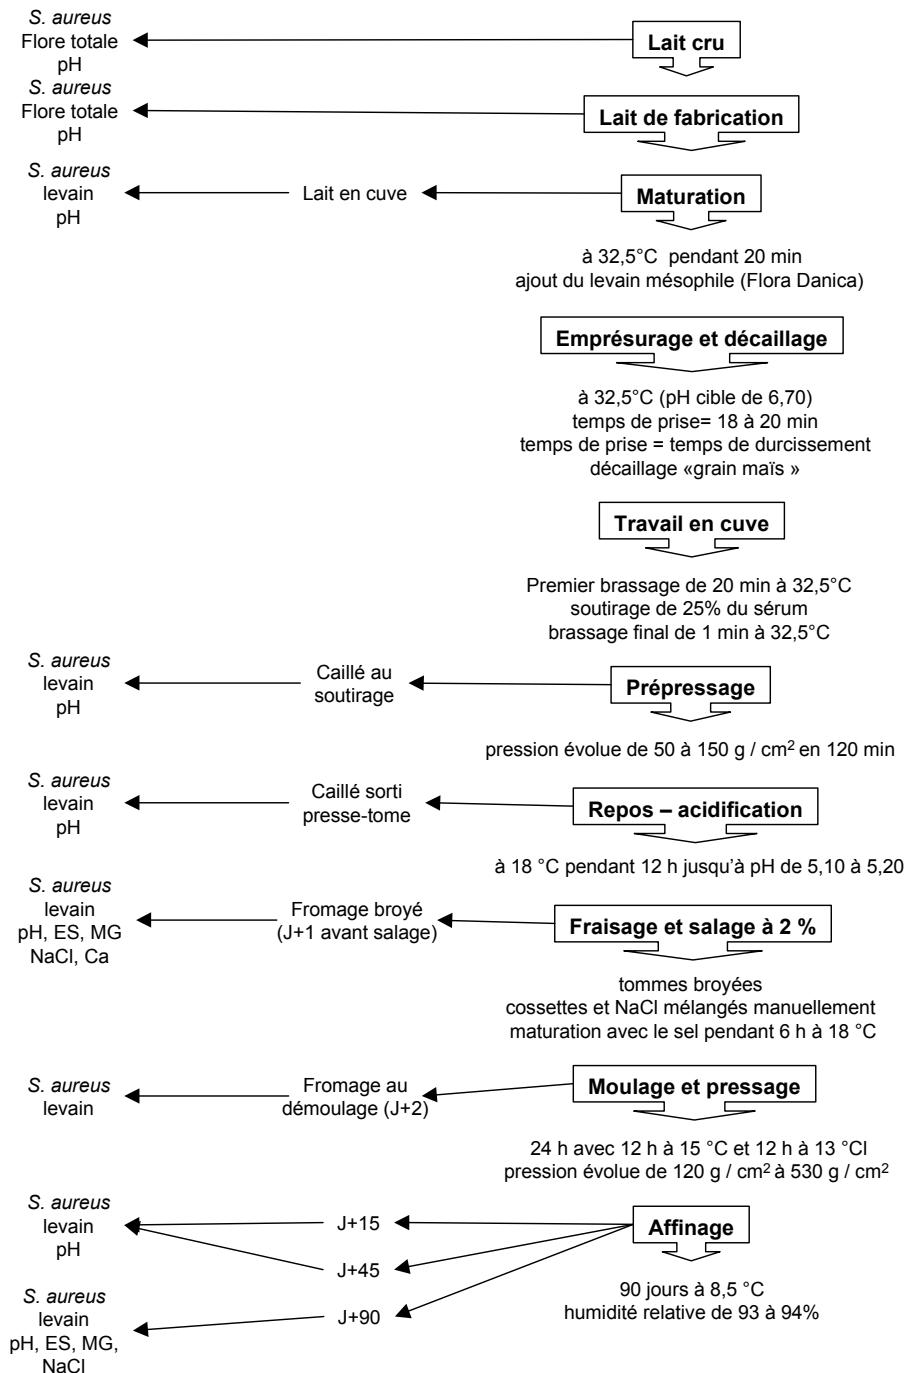 S. aureus
Flore totale
pH
Lait cru
S. aureus
Flore totale
pH
Lait de fabrication
S. aureus
levain
pH
Lait en cuve
Maturation
à 32,5°C pendant 20 min
ajout du levain mésophile (Flora Danica)
Emprésurage et décaillage
à 32,5°C (pH cible de 6,70)
temps de prise= 18 à 20 min
temps de prise = temps de durcissement
décaillage «grain maïs »
Travail en cuve
Premier brassage de 20 min à 32,5°C
soutirage de 25% du sérum
brassage final de 1 min à 32,5°C
S. aureus
levain
pH
Caillé au
soutirage
Prépressage
pression évolue de 50 à 150 g / cm² en 120 min
S. aureus
levain
pH
Caillé sorti
presse-tome
Repos – acidification
à 18 °C pendant 12 h jusqu'à pH de 5,10 à 5,20
S. aureus
levain
pH, ES, MG
NaCl, Ca
Fromage broyé
(J+1 avant salage)
Fraisage et salage à 2 %
tommes broyées
cossettes et NaCl mélangés manuellement
maturation avec le sel pendant 6 h à 18 °C
S. aureus
levain
Fromage au
démoulage (J+2)
Moulage et pressage
24 h avec 12 h à 15 °C et 12 h à 13 °Cl
pression évolue de 120 g / cm² à 530 g / cm²
S. aureus
levain
pH
J+15
J+45
Affinage
90 jours à 8,5 °C
humidité relative de 93 à 94%
S. aureus
levain
pH, ES, MG,
NaCl
J+90